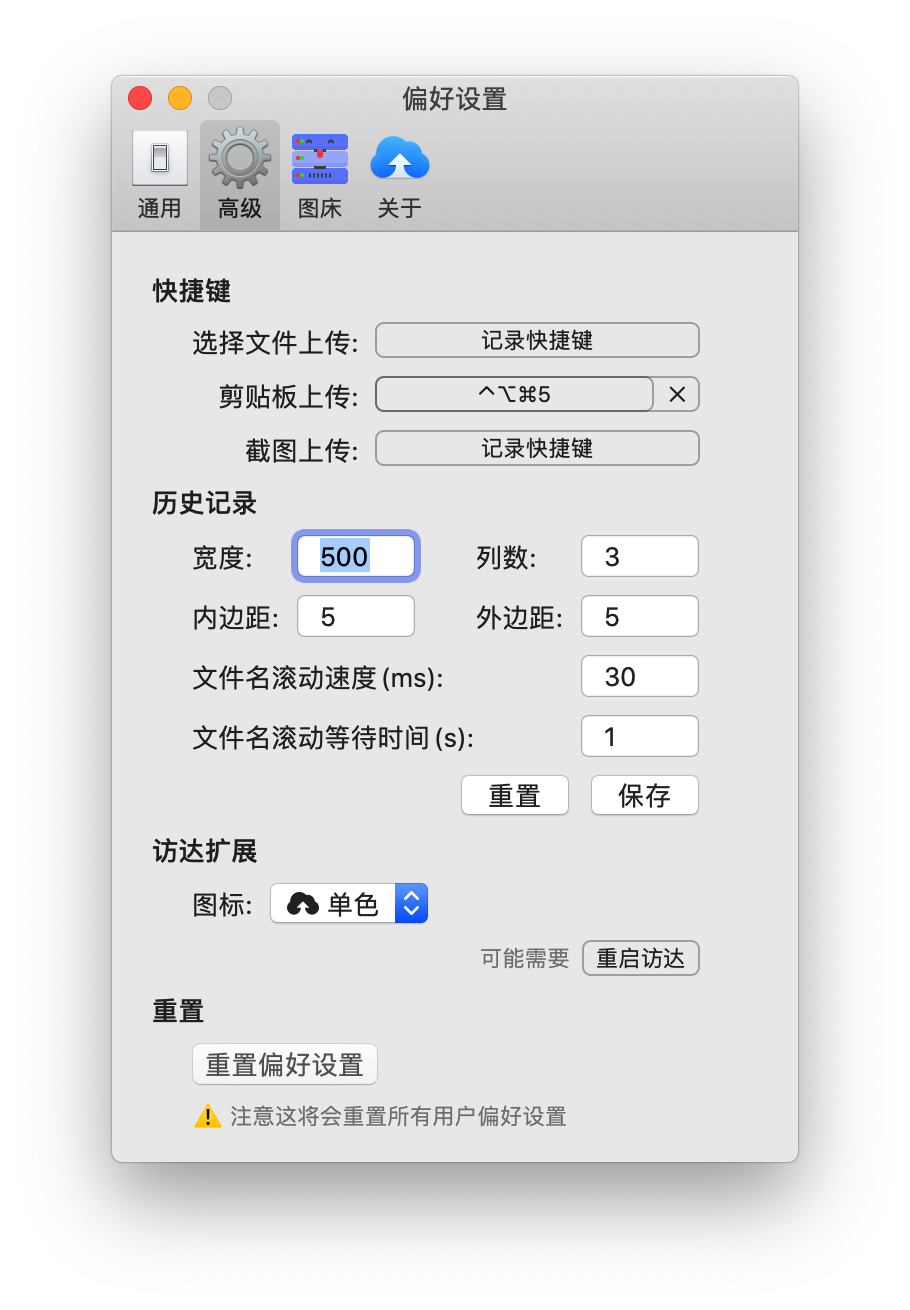 偏好设置
通用 高级 图床 关于
快捷键
选择文件上传: 记录快捷键
剪贴板上传: ^⌥⌘5 ✕
截图上传: 记录快捷键
历史记录
宽度: 500 列数: 3
内边距: 5 外边距: 5
文件名滚动速度(ms): 30
文件名滚动等待时间(s): 1
重置 保存
访达扩展
图标: 单色
可能需要 重启访达
重置
重置偏好设置
注意这将会重置所有用户偏好设置